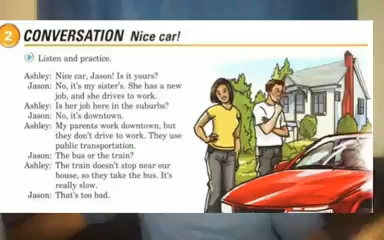 2 CONVERSATION Nice car!
Listen and practice.
Ashley: Nice car, Jason! Is it yours?
Jason: No, it's my sister's. She has a new
job, and she drives to work.
Ashley: Is her job here in the suburbs?
Jason: No, it's downtown.
Ashley: My parents work downtown, but
they don't drive to work. They use
public transportation.
Jason: The bus or the train?
Ashley: The train doesn't stop near our
house, so they take the bus. It's
really slow.
Jason: That's too bad.